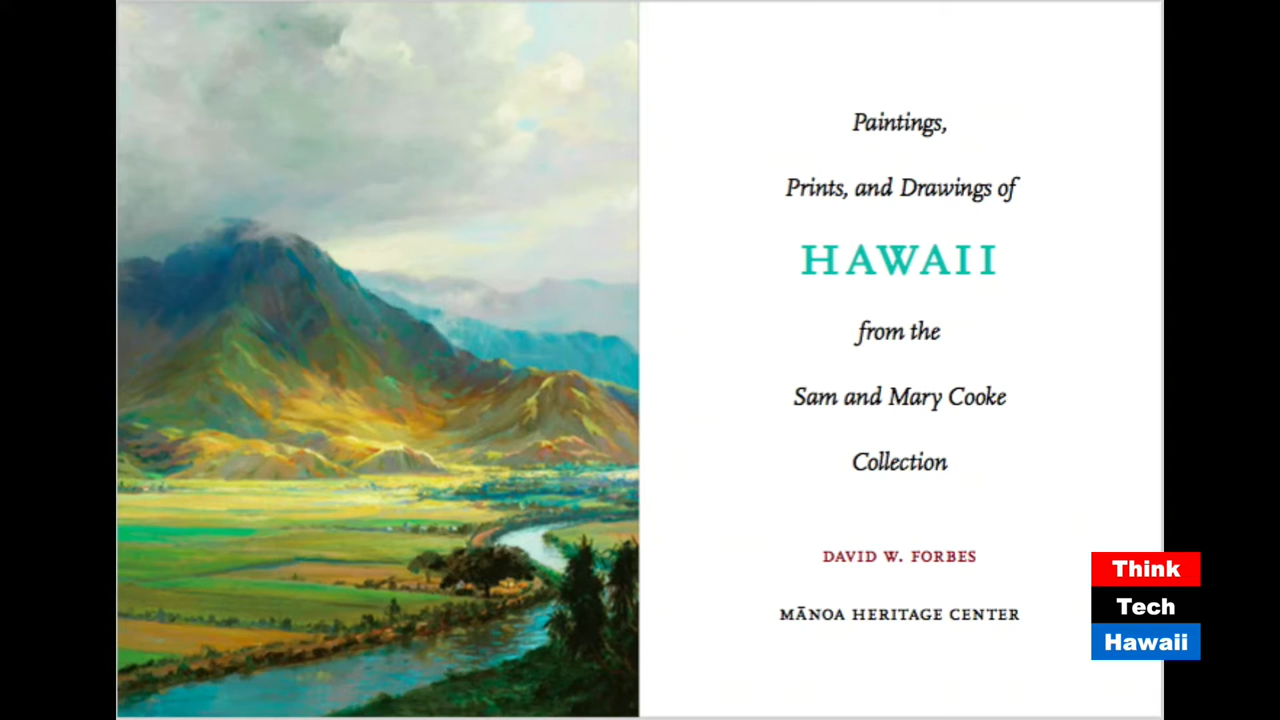 Paintings,
Prints, and Drawings of
HAWAII
from the
Sam and Mary Cooke
Collection
DAVID W. FORBES
MĀNOA HERITAGE CENTER
Think
Tech
Hawaii